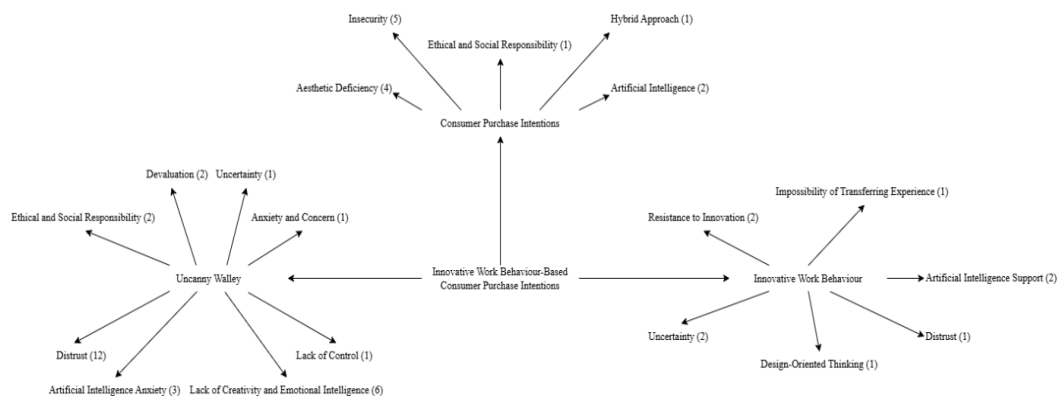 Insecurity (5)
Hybrid Approach (1)
Ethical and Social Responsibility (1)
Aesthetic Deficiency (4)
Artificial Intelligence (2)
Consumer Purchase Intentions
Devaluation (2)
Uncertainty (1)
Ethical and Social Responsibility (2)
Anxiety and Concern (1)
Uncanny Walley
Distrust (12)
Lack of Control (1)
Artificial Intelligence Anxiety (3)
Lack of Creativity and Emotional Intelligence (6)
Innovative Work Behaviour-Based
Consumer Purchase Intentions
Impossibility of Transferring Experience (1)
Resistance to Innovation (2)
Innovative Work Behaviour
Artificial Intelligence Support (2)
Uncertainty (2)
Distrust (1)
Design-Oriented Thinking (1)